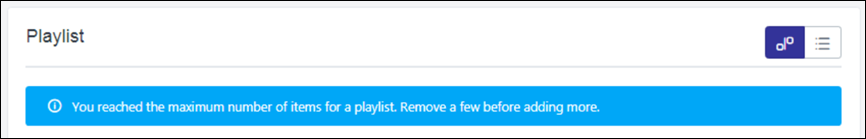 Playlist
You reached the maximum number of items for a playlist. Remove a few before adding more.